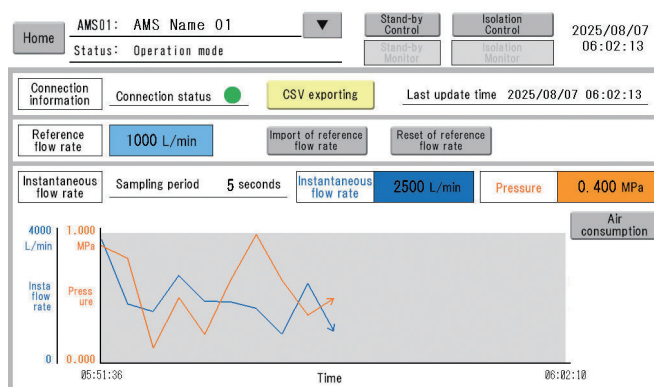 Home
AMS01: AMS Name 01
▼
Status: Operation mode
Stand-by
Control
Isolation
Control
Stand-by
Monitor
Isolation
Monitor
2025/08/07
06:02:13
Connection
information
Connection status
CSV exporting
Last update time 2025/08/07 06:02:13
Reference
flow rate
1000 L/min
Import of reference
flow rate
Reset of reference
flow rate
Instantaneous
flow rate
Sampling period 5 seconds
Instantaneous
flow rate
2500 L/min
Pressure
0.400 MPa
Air
consumption
4000
L/min
Insta
flow
rate
0
1.000
MPa
Press
ure
0.000
05:51:36
Time
06:02:10